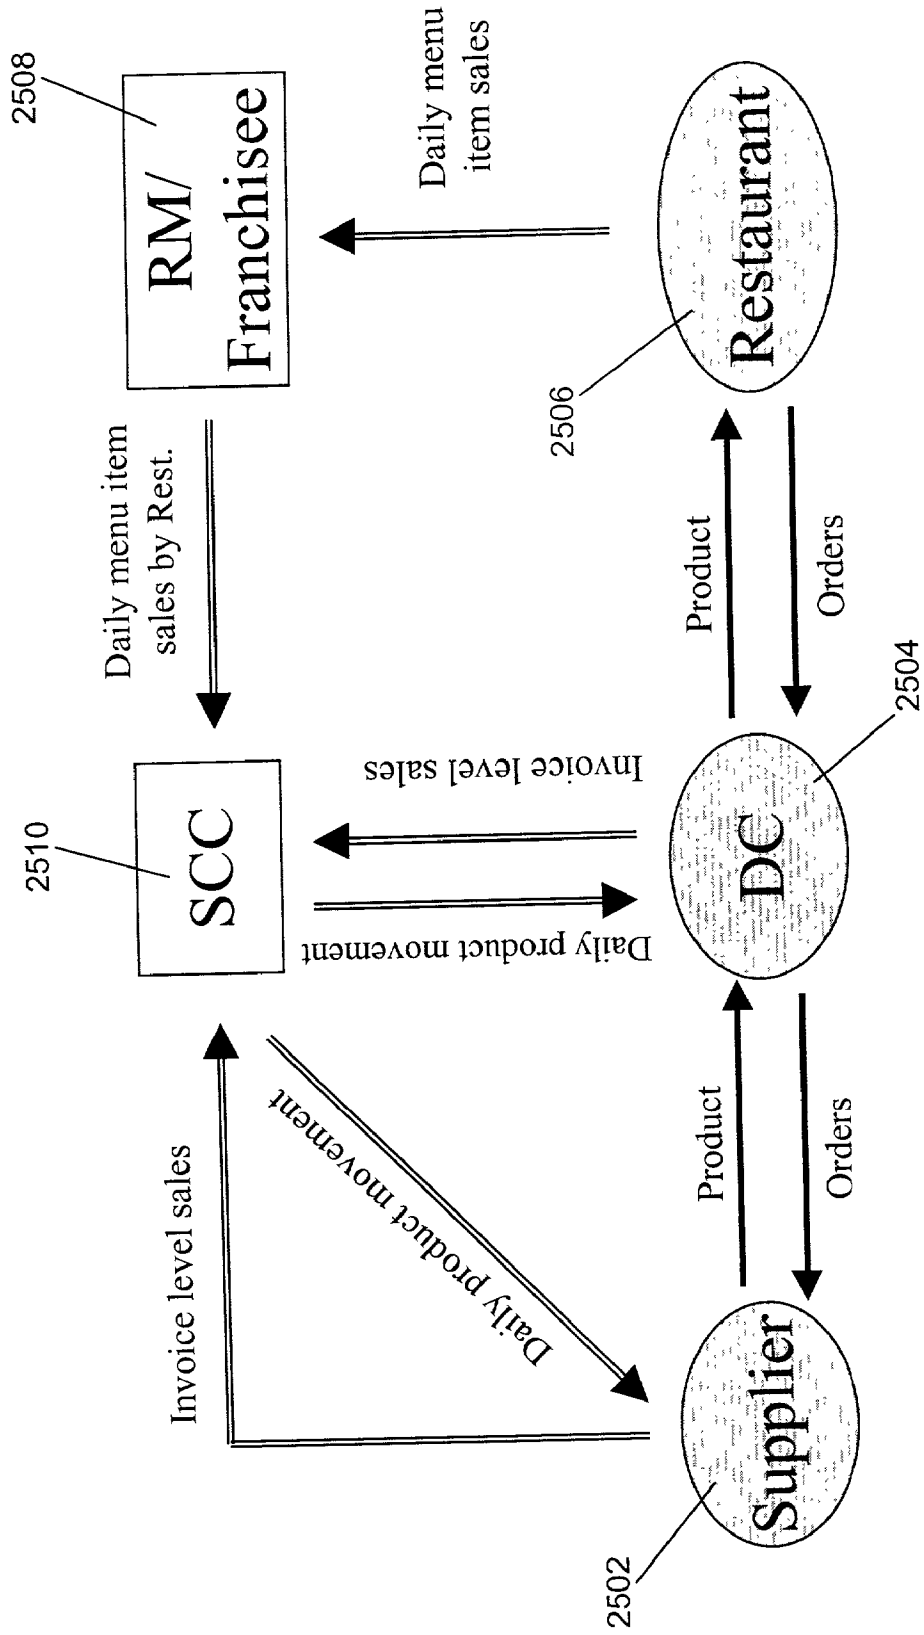 2510
2508
SCC
RM/
Franchisee
Daily menu item
sales by Rest.
Invoice level sales
Daily product movement
Daily product movement
Invoice level sales
Daily menu
item sales
2502
Supplier
Product
Orders
2504
DC
Product
Orders
2506
Restaurant